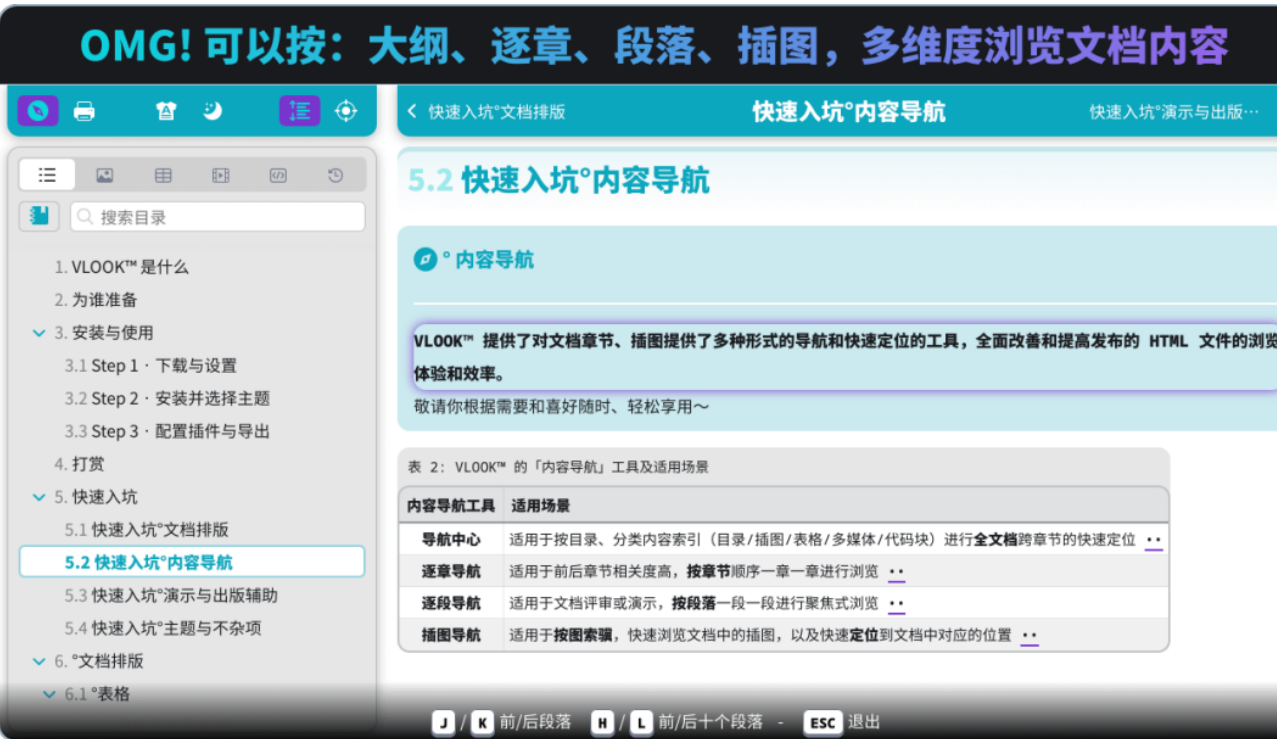 OMG! 可以按：大纲、逐章、段落、插图，多维度浏览文档内容
快速入坑°文档排版
快速入坑°内容导航
快速入坑°演示与出版…
搜索目录
1. VLOOK™ 是什么
2. 为谁准备
3. 安装与使用
3.1 Step 1 · 下载与设置
3.2 Step 2 · 安装并选择主题
3.3 Step 3 · 配置插件与导出
4. 打赏
5. 快速入坑
5.1 快速入坑°文档排版
5.2 快速入坑°内容导航
5.3 快速入坑°演示与出版辅助
5.4 快速入坑°主题与不杂项
6. °文档排版
6.1 °表格
5.2 快速入坑°内容导航
° 内容导航
VLOOK™ 提供了对文档章节、插图提供了多种形式的导航和快速定位的工具，全面改善和提高发布的 HTML 文件的浏览
体验和效率。
敬请你根据需要和喜好随时、轻松享用～
表 2: VLOOK™ 的「内容导航」工具及适用场景
内容导航工具 适用场景
导航中心 适用于按目录、分类内容索引（目录/插图/表格/多媒体/代码块）进行全文档跨章节的快速定位 ··
逐章导航 适用于前后章节相关度高，按章节顺序一章一章进行浏览 ··
逐段导航 适用于文档评审或演示，按段落一段一段进行聚焦式浏览 ··
插图导航 适用于按图索骥，快速浏览文档中的插图，以及快速定位到文档中对应的位置 ··
J / K 前/后段落 H / L 前/后十个段落 - ESC 退出